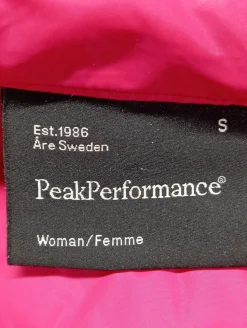 S
Est.1986
Åre Sweden
PeakPerformance®
Woman/Femme